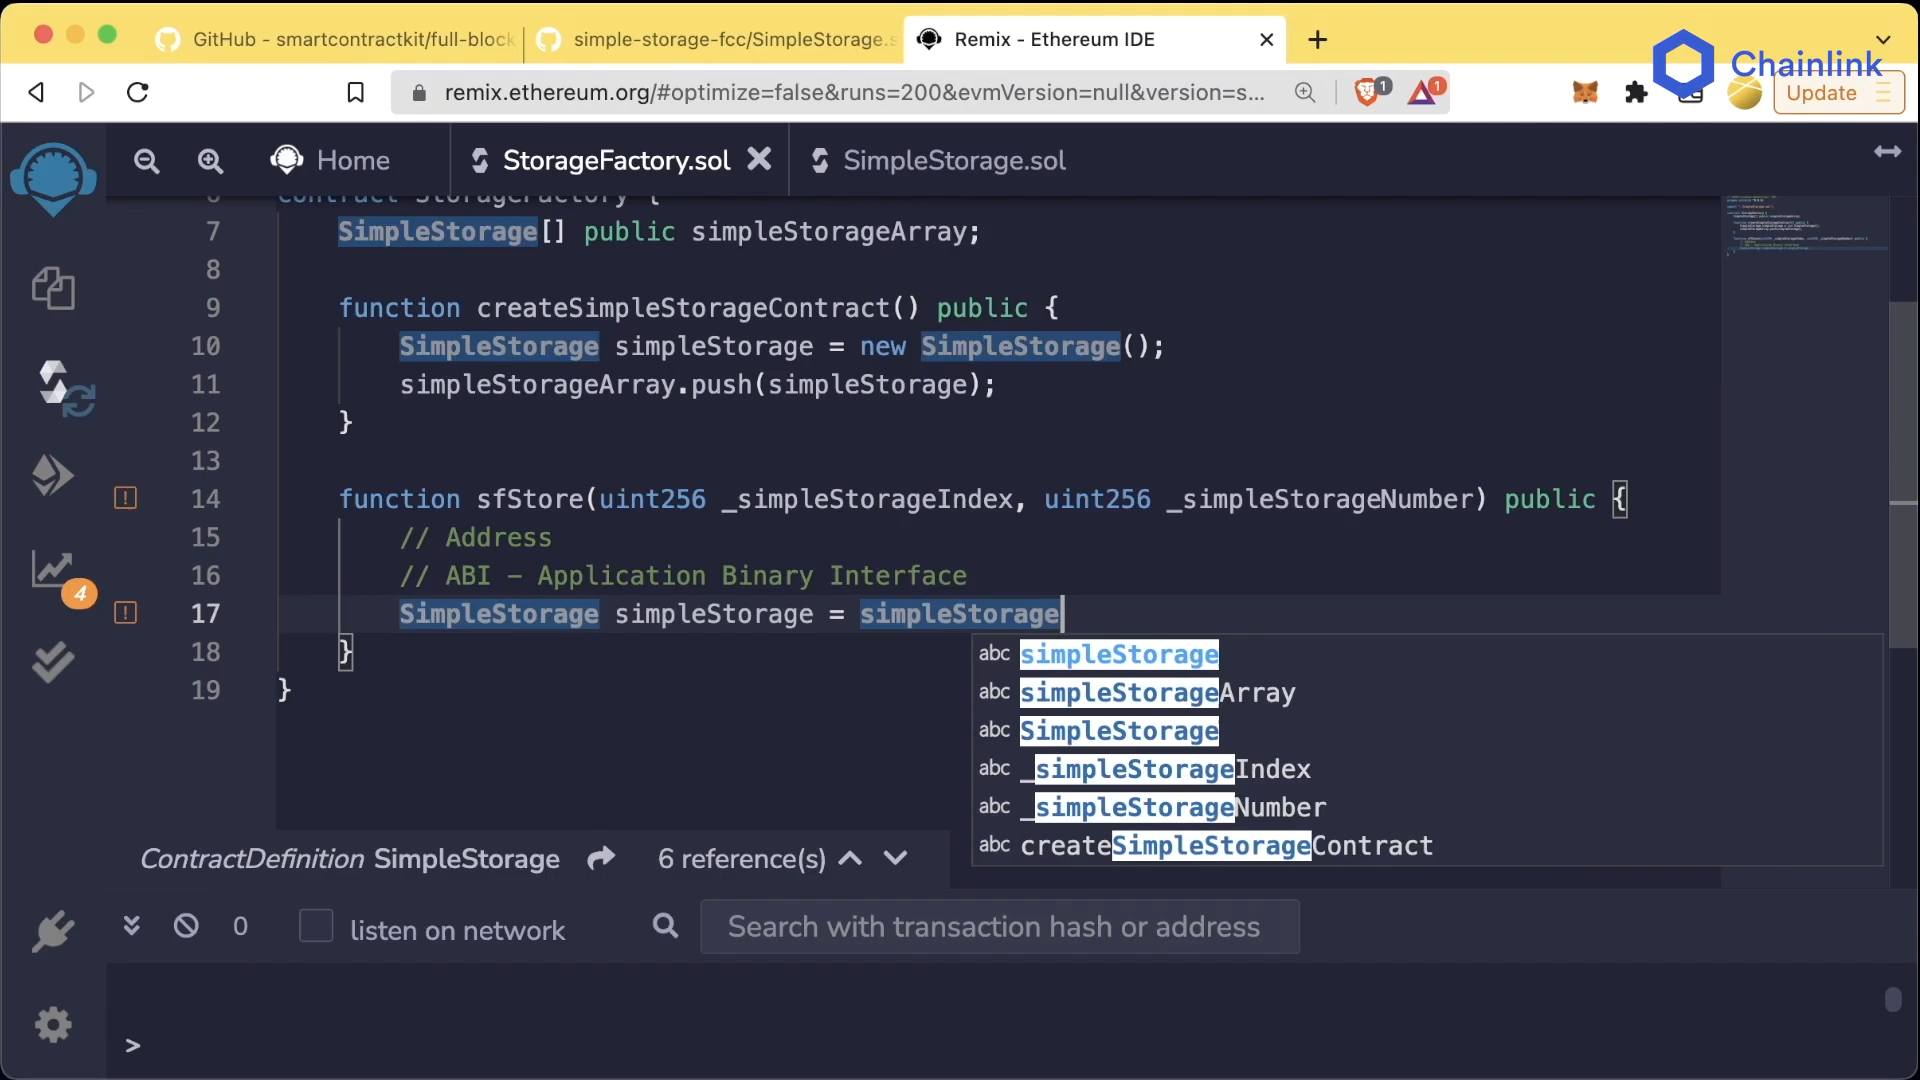 GitHub - smartcontractkit/full-block
simple-storage-fcc/SimpleStorage.s
Remix - Ethereum IDE
Chainlink
remix.ethereum.org/#optimize=false&runs=200&evmVersion=null&version=s...
1
1
Update
Home
StorageFactory.sol
SimpleStorage.sol
6 contract StorageFactory {
7 SimpleStorage[] public simpleStorageArray;
8
9 function createSimpleStorageContract() public {
10 SimpleStorage simpleStorage = new SimpleStorage();
11 simpleStorageArray.push(simpleStorage);
12 }
13
14 function sfStore(uint256 _simpleStorageIndex, uint256 _simpleStorageNumber) public {
15 // Address
16 // ABI - Application Binary Interface
4
17 SimpleStorage simpleStorage = simpleStorage
18 }
19 }
abc simpleStorage
abc simpleStorageArray
abc SimpleStorage
abc _simpleStorageIndex
abc _simpleStorageNumber
abc createSimpleStorageContract
ContractDefinition SimpleStorage
6 reference(s)
0
listen on network
Search with transaction hash or address
>